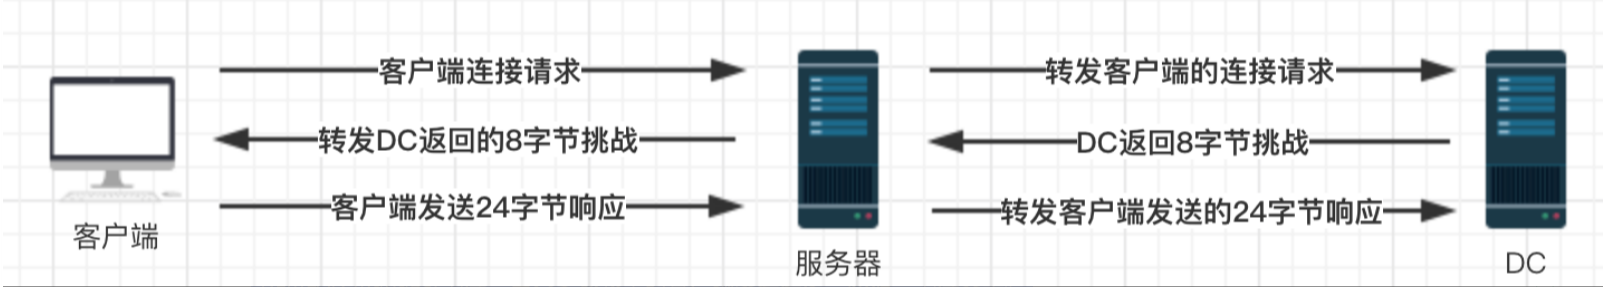 客户端连接请求
转发客户端的连接请求
转发DC返回的8字节挑战
DC返回8字节挑战
客户端发送24字节响应
转发客户端发送的24字节响应
客户端
服务器
DC